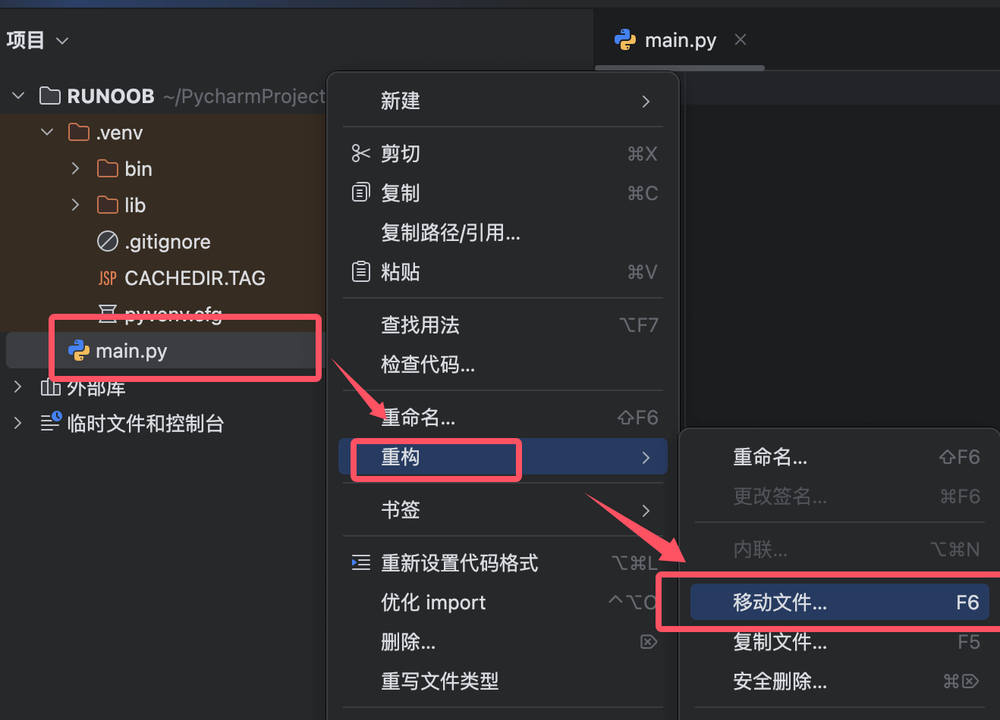 项目
main.py
RUNOOB ~/PycharmProject
.venv
bin
lib
.gitignore
JSP CACHEDIR.TAG
pyvenv.cfg
main.py
外部库
临时文件和控制台
新建
剪切 ⌘X
复制 ⌘C
复制路径/引用...
粘贴 ⌘V
查找用法 ⌥F7
检查代码...
重命名... ⇧F6
重构
书签
重新设置代码格式 ⌥⌘L
优化 import ^⌥O
删除... ⌦
重写文件类型
重命名... ⇧F6
更改签名... ⌘F6
内联... ⌥⌘N
移动文件... F6
复制文件... F5
安全删除... ⌘⌦